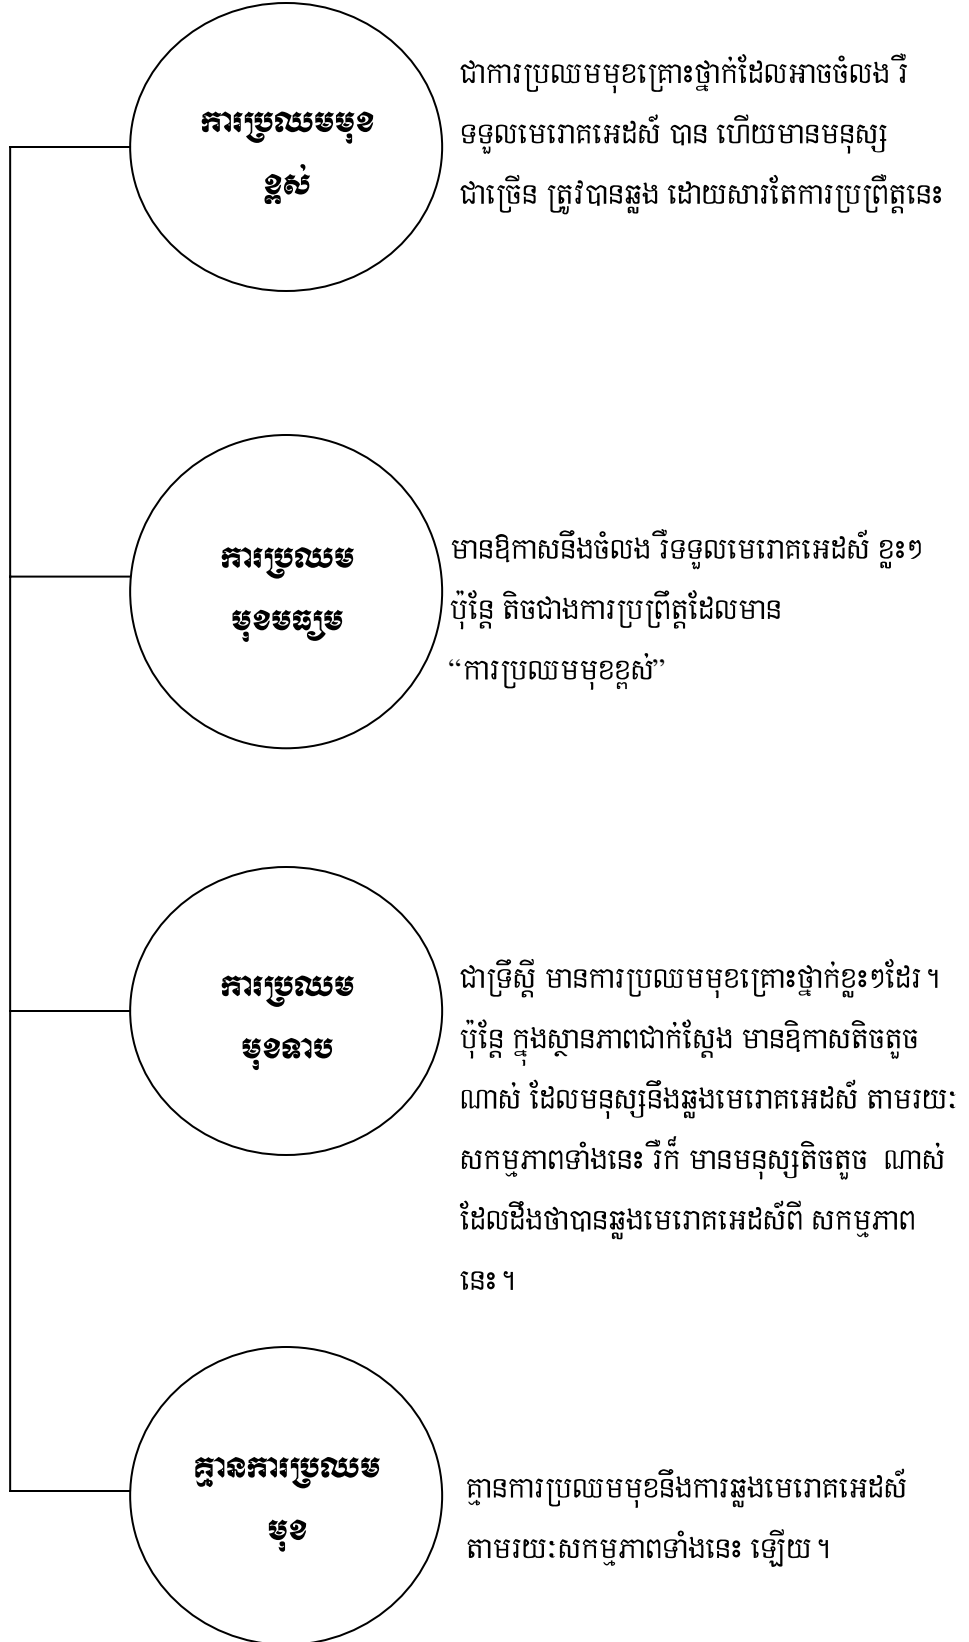 ការប្រឈមមុខ
ខ្ពស់
ជាការប្រឈមមុខគ្រោះថ្នាក់ដែលអាចចំលង រឺ
ទទួលមេរោគអេដស៍ បាន ហើយមានមនុស្ស
ជាច្រើន ត្រូវបានឆ្លង ដោយសារតែការប្រព្រឹត្តនេះ
ការប្រឈម
មុខមធ្យម
មានឱកាសនឹងចំលង រឺទទួលមេរោគអេដស៍ ខ្លះៗ
ប៉ុន្តែ តិចជាងការប្រព្រឹត្តដែលមាន
“ការប្រឈមមុខខ្ពស់”
ការប្រឈម
មុខទាប
ជាទ្រឹស្តី មានការប្រឈមមុខគ្រោះថ្នាក់ខ្លះៗដែរ។
ប៉ុន្តែ ក្នុងស្ថានភាពជាក់ស្តែង មានឱិកាសតិចតួច
ណាស់ ដែលមនុស្សនឹងឆ្លងមេរោគអេដស៍ តាមរយៈ
សកម្មភាពទាំងនេះ រឺក៏ មានមនុស្សតិចតួច ណាស់
ដែលដឹងថាបានឆ្លងមេរោគអេដស៍ពី សកម្មភាព
នេះ។
គ្មានការប្រឈម
មុខ
គ្មានការប្រឈមមុខនឹងការឆ្លងមេរោគអេដស៍
តាមរយៈសកម្មភាពទាំងនេះ ឡើយ។